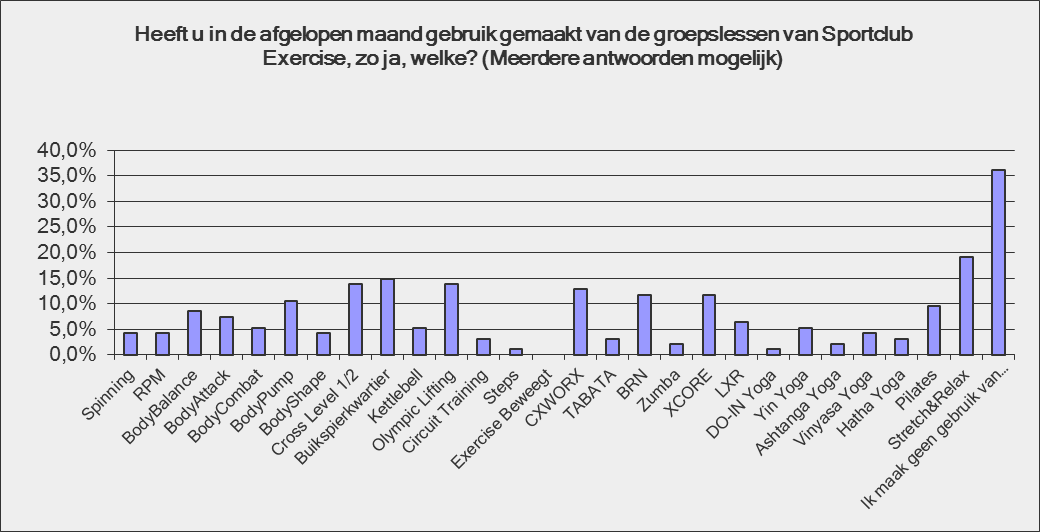 Heeft u in de afgelopen maand gebruik gemaakt van de groepslessen van Sportclub
Exercise, zo ja, welke? (Meerdere antwoorden mogelijk)
40,0%
35,0%
30,0%
25,0%
20,0%
15,0%
10,0%
5,0%
0,0%
Spinning
RPM
BodyBalance
BodyAttack
BodyCombat
BodyPump
BodyShape
Cross Level 1/2
Buikspierkwartier
Kettlebell
Olympic Lifting
Circuit Training
Steps
Exercise Beweegt
CXWORX
TABATA
BRN
Zumba
XCORE
LXR
DO-IN Yoga
Yin Yoga
Ashtanga Yoga
Vinyasa Yoga
Hatha Yoga
Pilates
Stretch&Relax
Ik maak geen gebruik van...